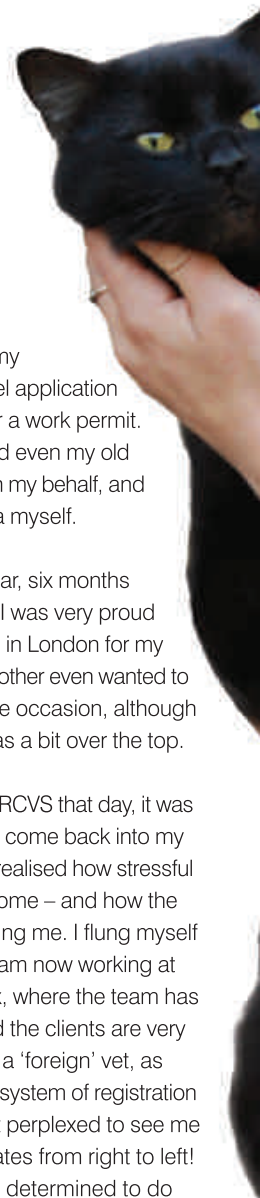 my
el application
r a work permit.
d even my old
n my behalf, and
a myself.
ar, six months
I was very proud
in London for my
other even wanted to
e occasion, although
as a bit over the top.
RCVS that day, it was
come back into my
realised how stressful
ome – and how the
ng me. I flung myself
am now working at
, where the team has
d the clients are very
a ‘foreign’ vet, as
system of registration
t perplexed to see me
ates from right to left!
determined to do